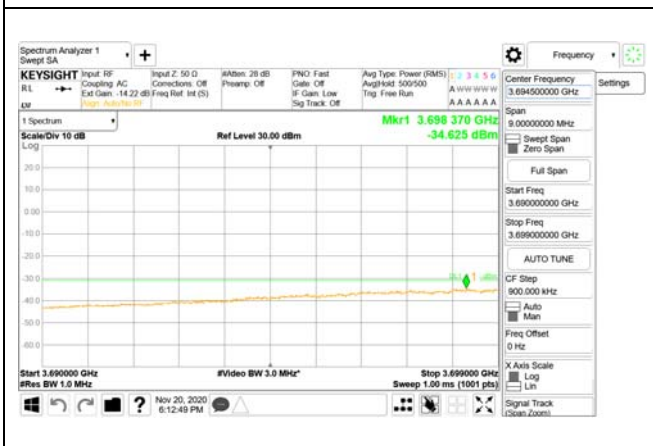 Spectrum Analyzer 1
Swept SA
+
Frequency
KEYSIGHT
RL
Input: RF
Coupling: AC
Ext Gain: -14.22 dB
Align: Auto/No RF
Input Z: 50 Ω
Corrections: Off
Freq Ref: Int (S)
#Atten: 28 dB
Preamp: Off
PNO: Fast
Gate: Off
IF Gain: Low
Sig Track: Off
Avg Type: Power (RMS)
Avg|Hold: 500/500
Trig: Free Run
1 2 3 4 5 6
A W W W W W
A A A A A A
Center Frequency
3.694500000 GHz
Settings
Span
9.00000000 MHz
Swept Span
Zero Span
Full Span
Start Freq
3.690000000 GHz
Stop Freq
3.699000000 GHz
AUTO TUNE
CF Step
900.000 kHz
Auto
Man
Freq Offset
0 Hz
X Axis Scale
Log
Lin
Signal Track
(Span Zoom)
1 Spectrum
Scale/Div 10 dB
Log
Ref Level 30.00 dBm
Mkr1 3.698 370 GHz
-34.625 dBm
20.0
10.0
0.00
-10.0
-20.0
-30.0
1
-40.0
-50.0
-60.0
Start 3.690000 GHz
#Res BW 1.0 MHz
#Video BW 3.0 MHz*
Stop 3.699000 GHz
Sweep 1.00 ms (1001 pts)
?
Nov 20, 2020
6:12:49 PM